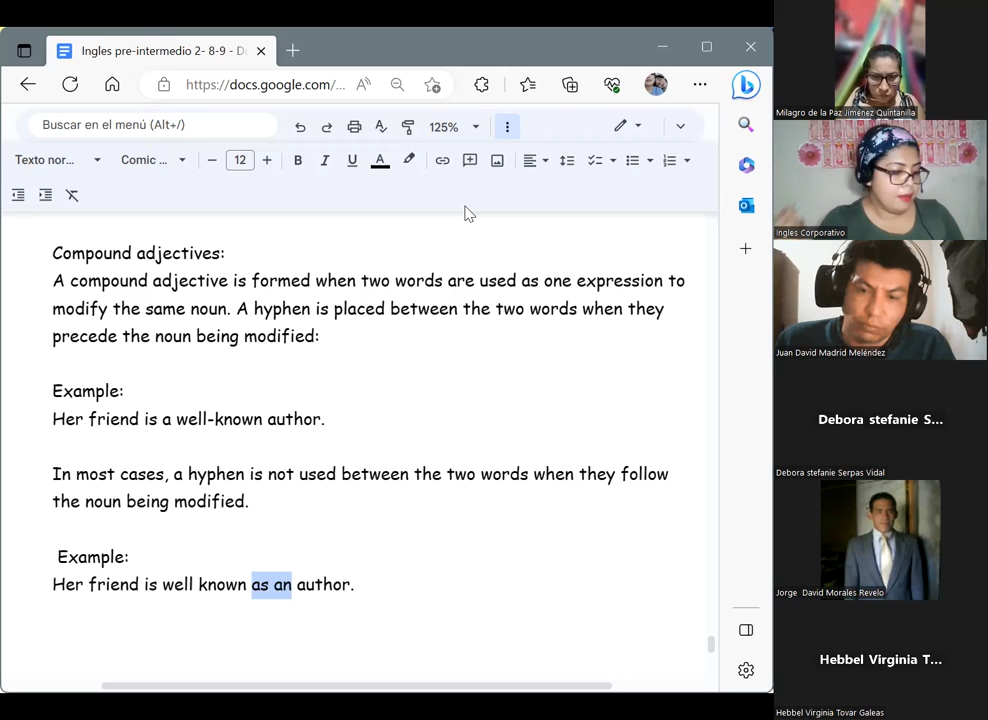 Ingles pre-intermedio 2- 8-9 - D
https://docs.google.com/...
Buscar en el menú (Alt+/)
125%
Texto nor...
Comic ...
12
B
I
U
A
Compound adjectives:
A compound adjective is formed when two words are used as one expression to
modify the same noun. A hyphen is placed between the two words when they
precede the noun being modified:
Example:
Her friend is a well-known author.
In most cases, a hyphen is not used between the two words when they follow
the noun being modified.
Example:
Her friend is well known as an author.
Milagro de la Paz Jiménez Quintanilla
Ingles Corporativo
Juan David Madrid Meléndez
Debora stefanie S...
Debora stefanie Serpas Vidal
Jorge David Morales Revelo
Hebbel Virginia T...
Hebbel Virginia Tovar Galeas